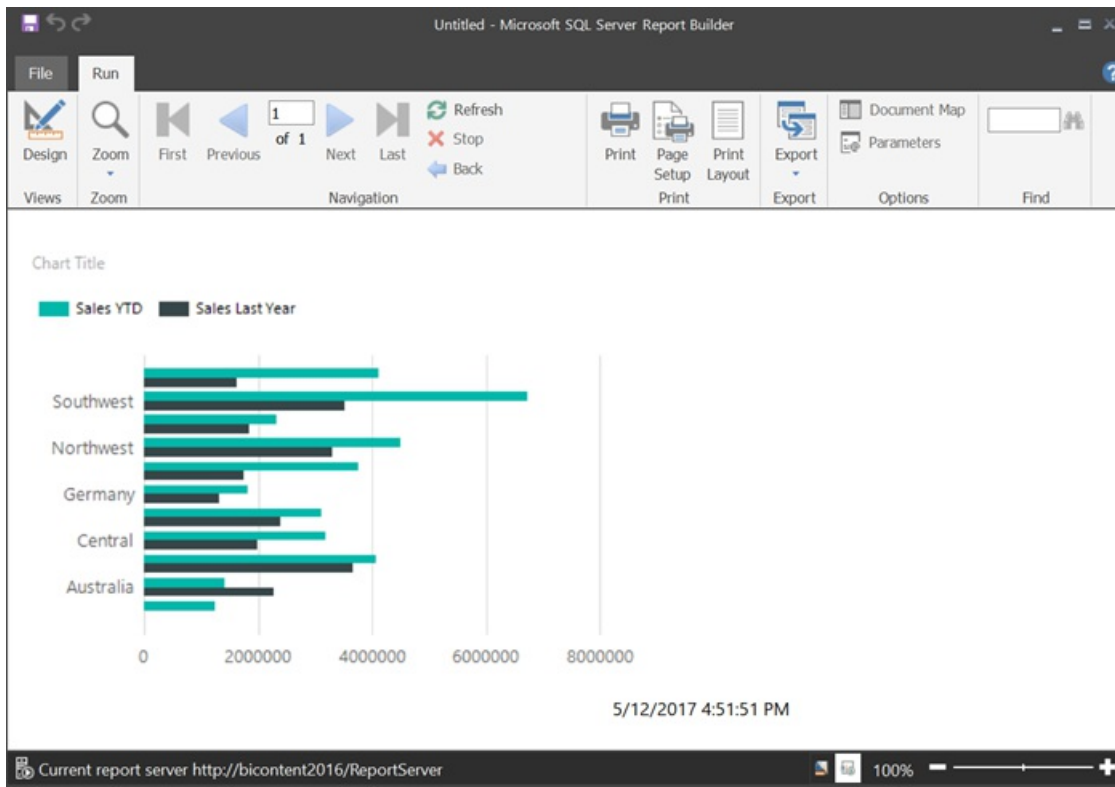 Untitled - Microsoft SQL Server Report Builder
File
Run
Design
Zoom
First
Previous
1
of 1
Next
Last
Refresh
Stop
Back
Print
Page Setup
Print Layout
Export
Document Map
Parameters
Views
Zoom
Navigation
Print
Export
Options
Find
Chart Title
Sales YTD
Sales Last Year
Southwest
Northwest
Germany
Central
Australia
0 2000000 4000000 6000000 8000000
5/12/2017 4:51:51 PM
Current report server http://bicontent2016/ReportServer
100%